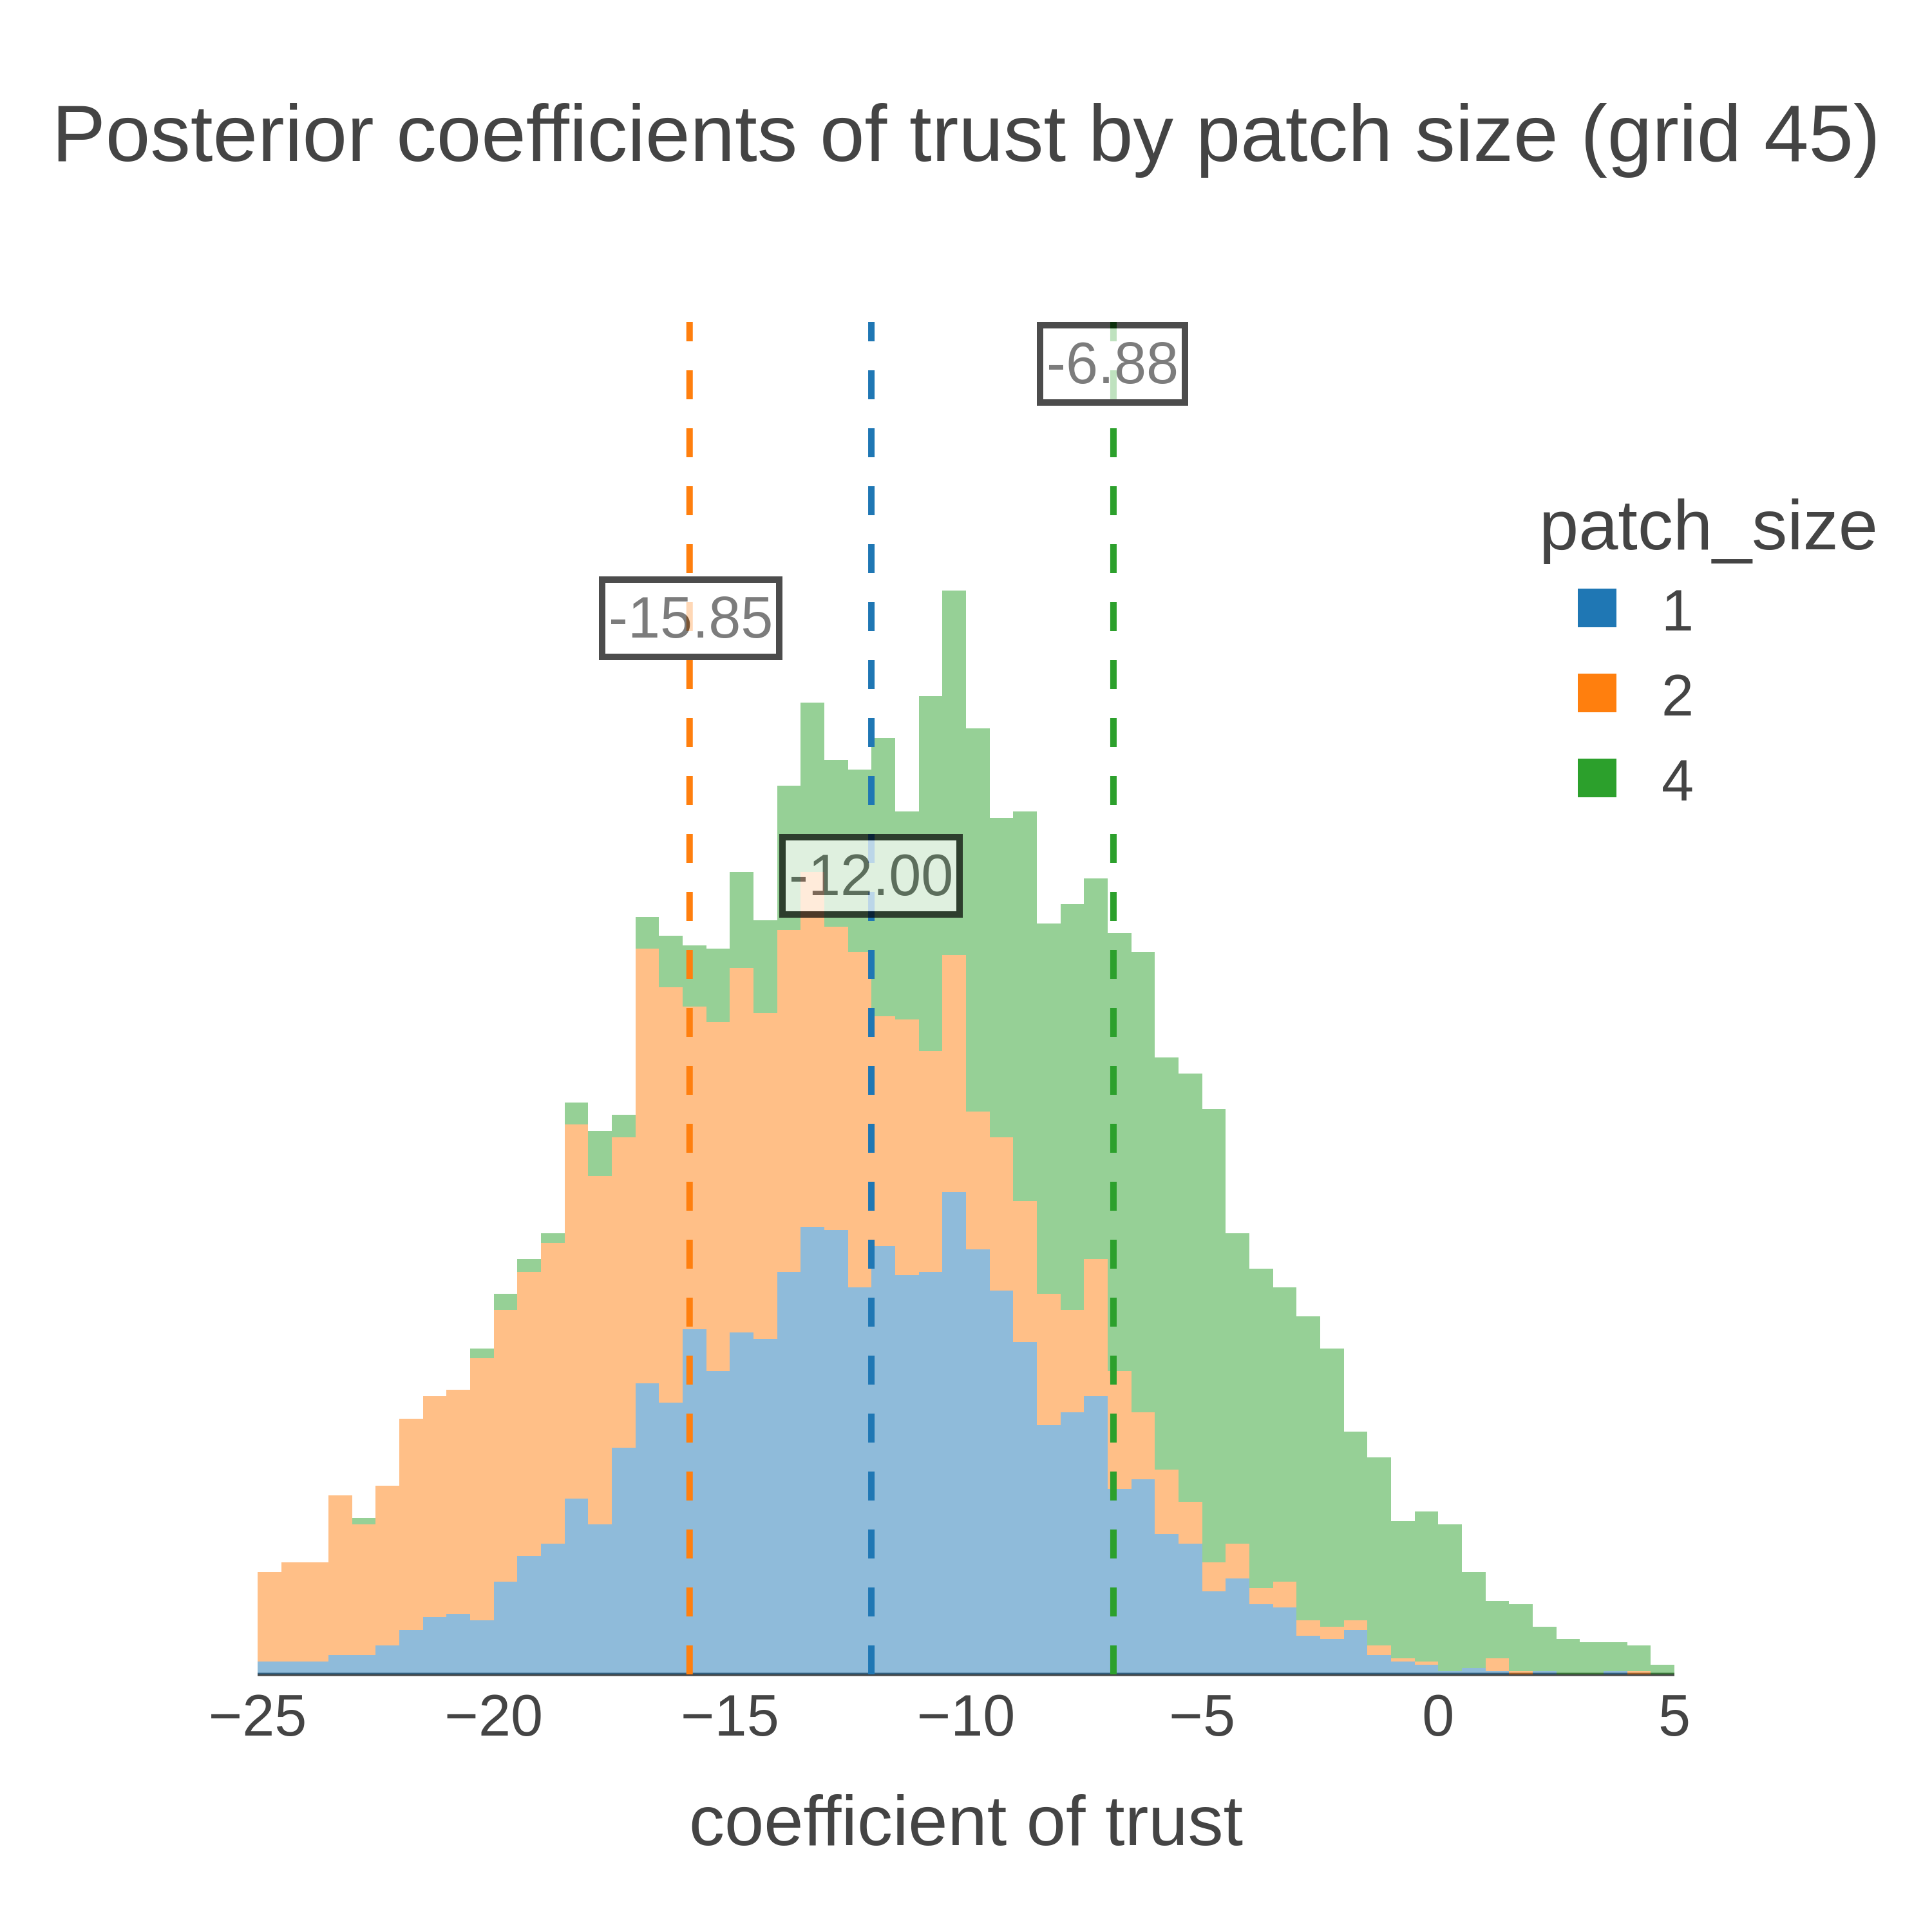 Posterior coefficients of trust by patch size (grid 45)
-6.88
patch_size
-15.85
1
2
4
-12.00
−25 −20 −15 −10 −5 0 5
coefficient of trust